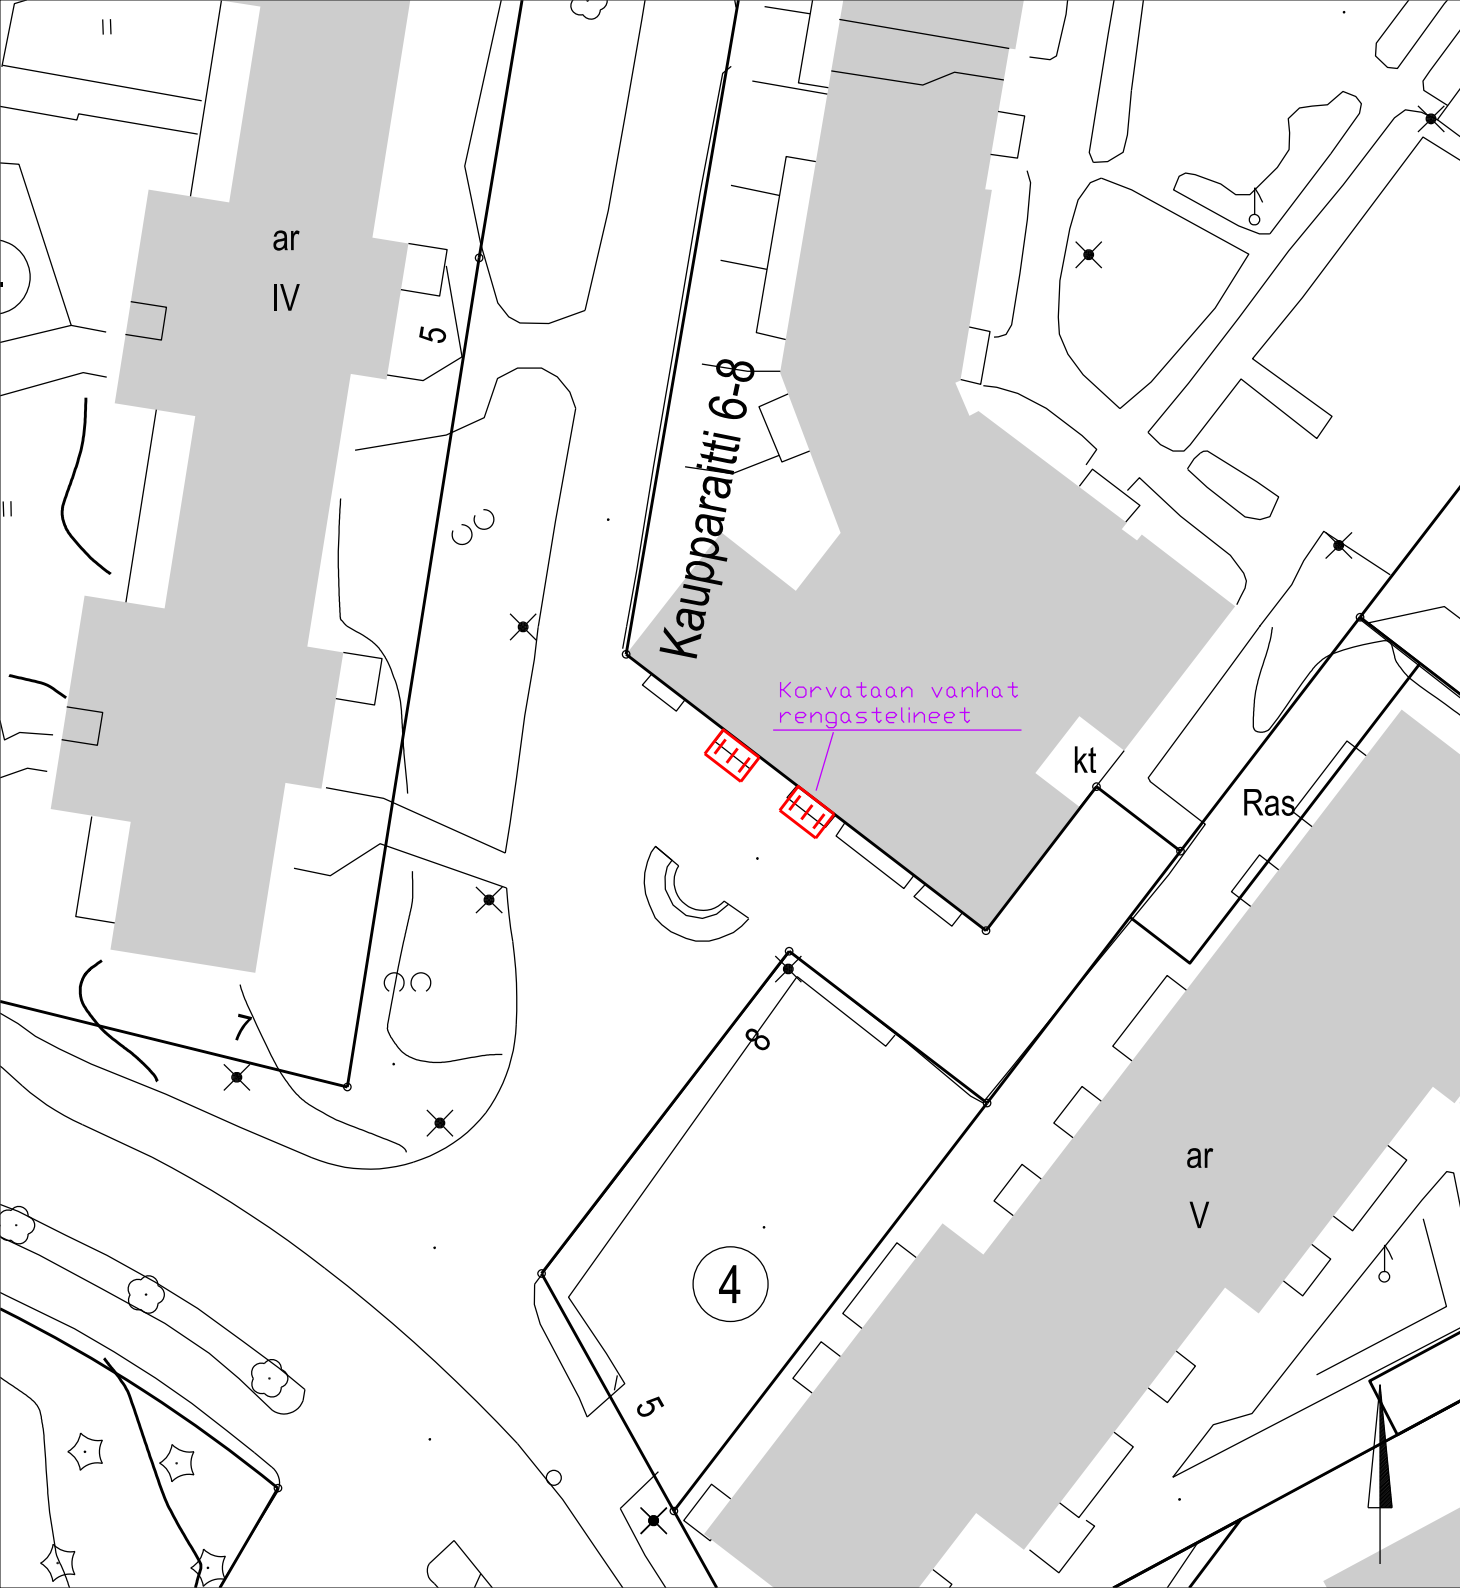 ar
IV
5
Kaupparaitti 6-8
Korvataan vanhat
rengastelineet
kt
Ras
7
8
ar
V
4
5